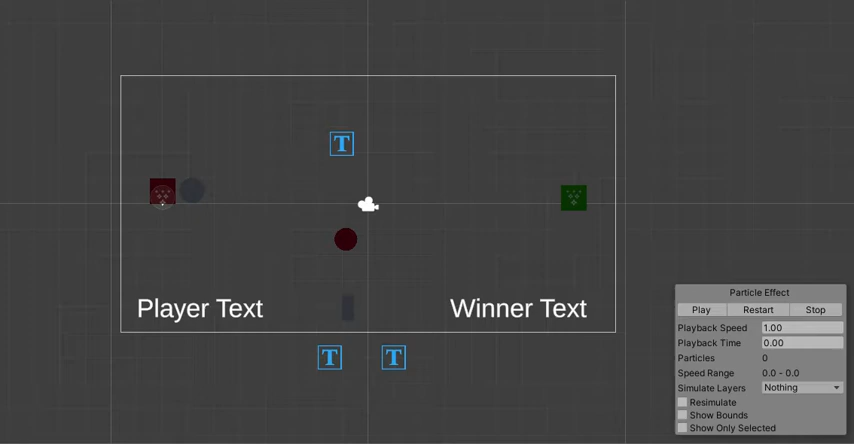 T
Player Text
Winner Text
T
T
Particle Effect
Play
Restart
Stop
Playback Speed
1.00
Playback Time
0.00
Particles
0
Speed Range
0.0 - 0.0
Simulate Layers
Nothing
Resimulate
Show Bounds
Show Only Selected